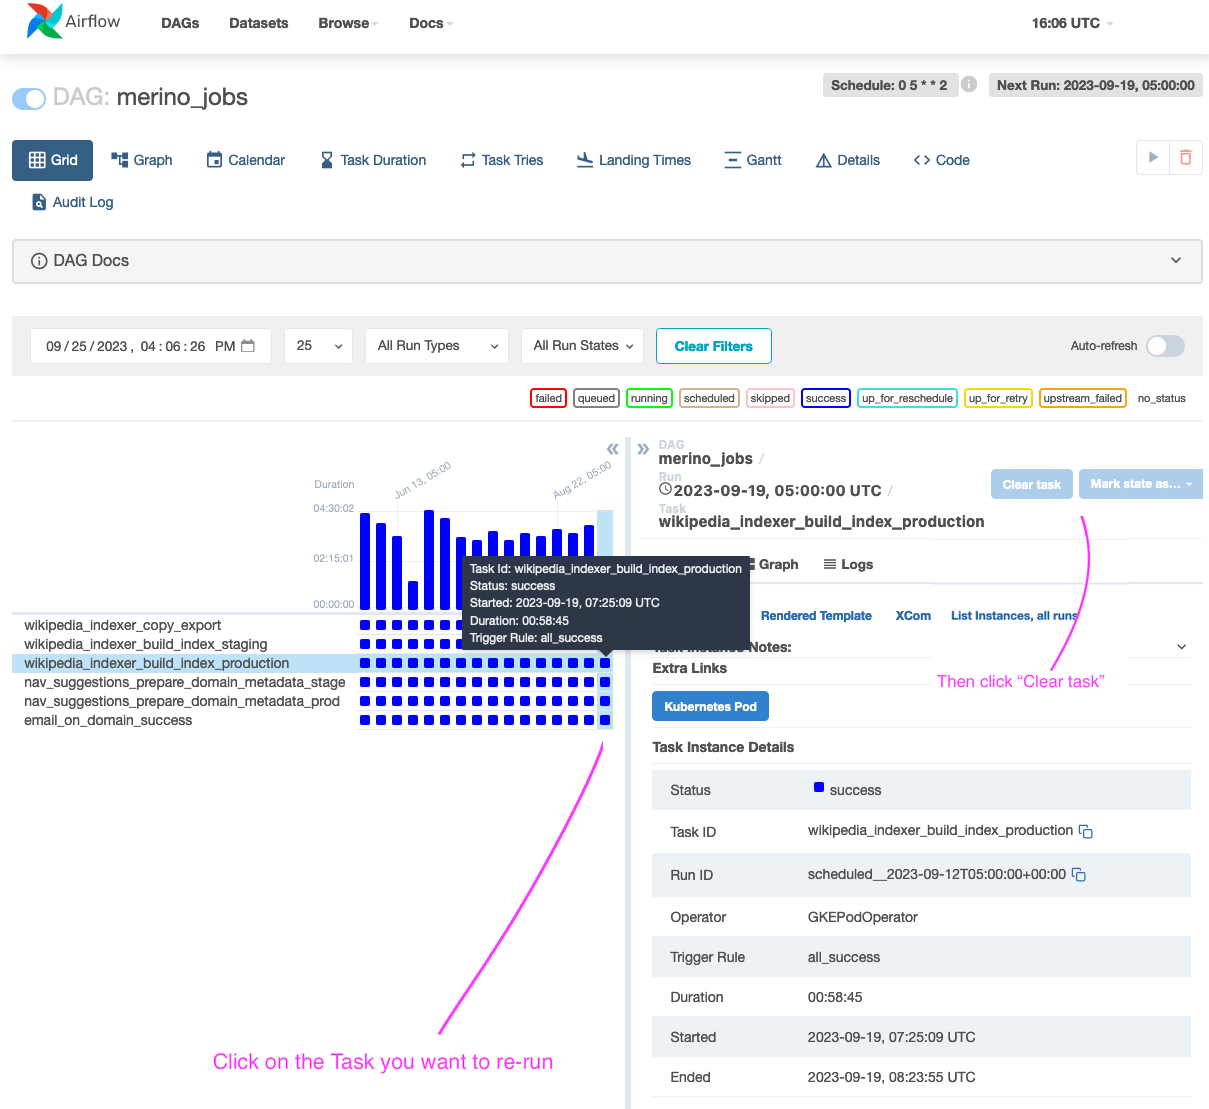 Airflow
DAGs
Datasets
Browse
Docs
16:06 UTC
DAG: merino_jobs
Schedule: 0 5 * * 2
Next Run: 2023-09-19, 05:00:00
Grid
Graph
Calendar
Task Duration
Task Tries
Landing Times
Gantt
Details
Code
Audit Log
DAG Docs
09/25/2023, 04:06:26 PM
25
All Run Types
All Run States
Clear Filters
Auto-refresh
failed
queued
running
scheduled
skipped
success
up_for_reschedule
up_for_retry
upstream_failed
no_status
Duration
04:30:02
02:15:01
00:00:00
Jun 13, 05:00
Aug 22, 05:00
wikipedia_indexer_copy_export
wikipedia_indexer_build_index_staging
wikipedia_indexer_build_index_production
nav_suggestions_prepare_domain_metadata_stage
nav_suggestions_prepare_domain_metadata_prod
email_on_domain_success
Task Id: wikipedia_indexer_build_index_production
Status: success
Started: 2023-09-19, 07:25:09 UTC
Duration: 00:58:45
Trigger Rule: all_success
Click on the Task you want to re-run
DAG
merino_jobs /
Run
2023-09-19, 05:00:00 UTC /
Task
wikipedia_indexer_build_index_production
Clear task
Mark state as...
Graph
Logs
Rendered Template
XCom
List Instances, all runs
Task Instance Notes:
Extra Links
Then click “Clear task”
Kubernetes Pod
Task Instance Details
Status
success
Task ID
wikipedia_indexer_build_index_production
Run ID
scheduled__2023-09-12T05:00:00+00:00
Operator
GKEPodOperator
Trigger Rule
all_success
Duration
00:58:45
Started
2023-09-19, 07:25:09 UTC
Ended
2023-09-19, 08:23:55 UTC